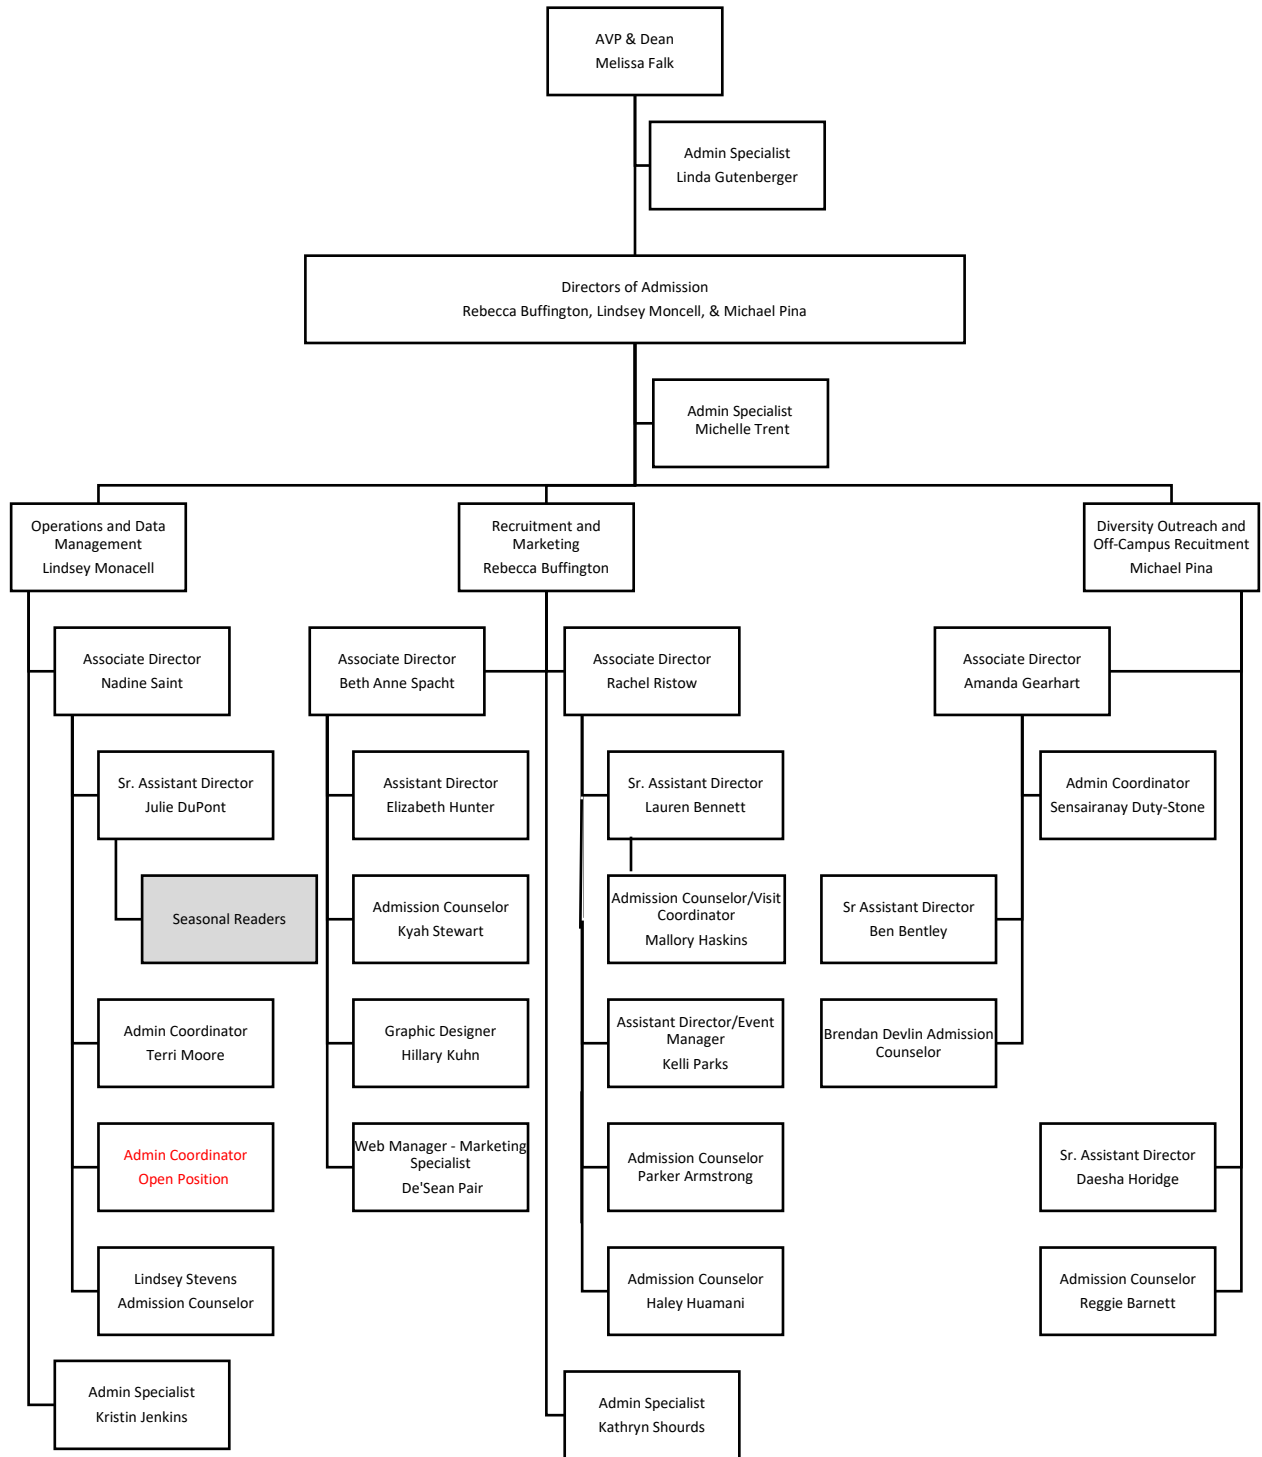 AVP & Dean
Melissa Falk
Admin Specialist
Linda Gutenberger
Directors of Admission
Rebecca Buffington, Lindsey Moncell, & Michael Pina
Admin Specialist
Michelle Trent
Operations and Data
Management
Lindsey Monacell
Recruitment and
Marketing
Rebecca Buffington
Diversity Outreach and
Off-Campus Recuitment
Michael Pina
Associate Director
Nadine Saint
Associate Director
Beth Anne Spacht
Associate Director
Rachel Ristow
Associate Director
Amanda Gearhart
Sr. Assistant Director
Julie DuPont
Assistant Director
Elizabeth Hunter
Sr. Assistant Director
Lauren Bennett
Admin Coordinator
Sensairanay Duty-Stone
Seasonal Readers
Admission Counselor
Kyah Stewart
Admission Counselor/Visit
Coordinator
Mallory Haskins
Sr Assistant Director
Ben Bentley
Admin Coordinator
Terri Moore
Graphic Designer
Hillary Kuhn
Assistant Director/Event
Manager
Kelli Parks
Brendan Devlin Admission
Counselor
Admin Coordinator
Open Position
Web Manager - Marketing
Specialist
De'Sean Pair
Admission Counselor
Parker Armstrong
Sr. Assistant Director
Daesha Horidge
Lindsey Stevens
Admission Counselor
Admission Counselor
Haley Huamani
Admission Counselor
Reggie Barnett
Admin Specialist
Kristin Jenkins
Admin Specialist
Kathryn Shourds